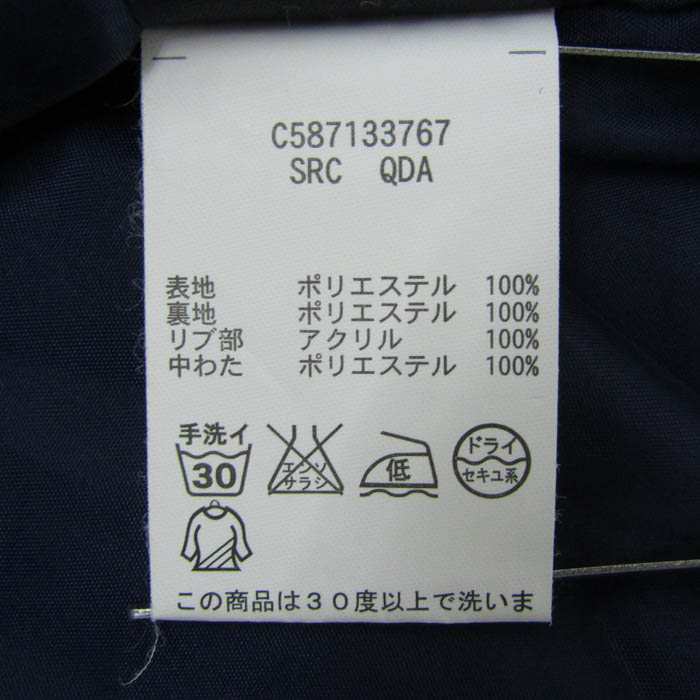 C587133767
SRC QDA
表地 ポリエステル 100%
裏地 ポリエステル 100%
リブ部 アクリル 100%
中わた ポリエステル 100%
手洗イ
30
エンソ
サラシ
低
ドライ
セキユ系
この商品は30度以上で洗いま